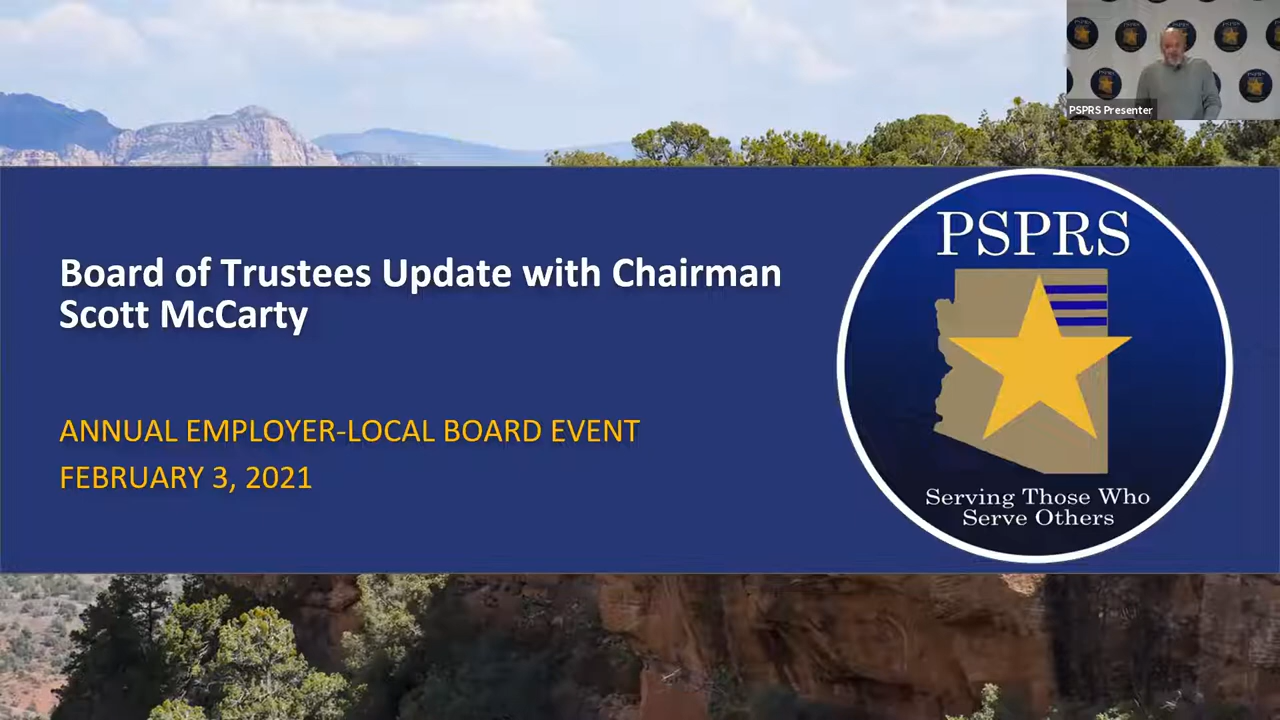 PSPRS Presenter
Board of Trustees Update with Chairman
Scott McCarty
ANNUAL EMPLOYER-LOCAL BOARD EVENT
FEBRUARY 3, 2021
PSPRS
Serving Those Who
Serve Others